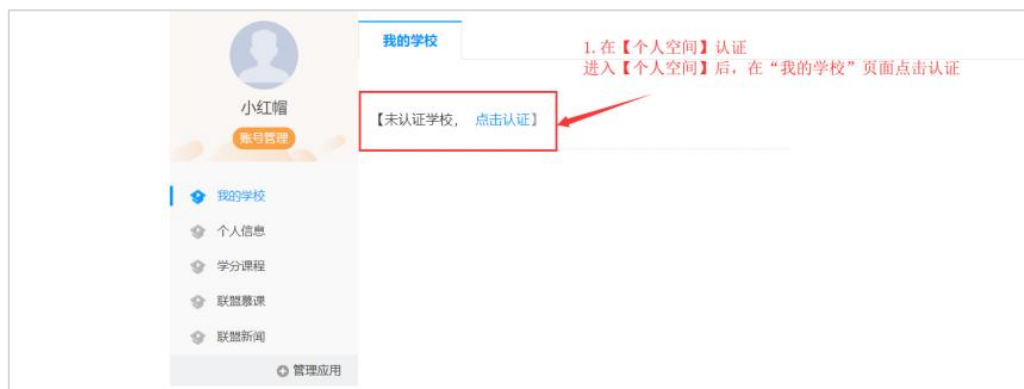 我的学校
1.在【个人空间】认证
进入【个人空间】后，在“我的学校”页面点击认证
小红帽
账号管理
【未认证学校， 点击认证】
我的学校
个人信息
学分课程
联盟慕课
联盟新闻
管理应用